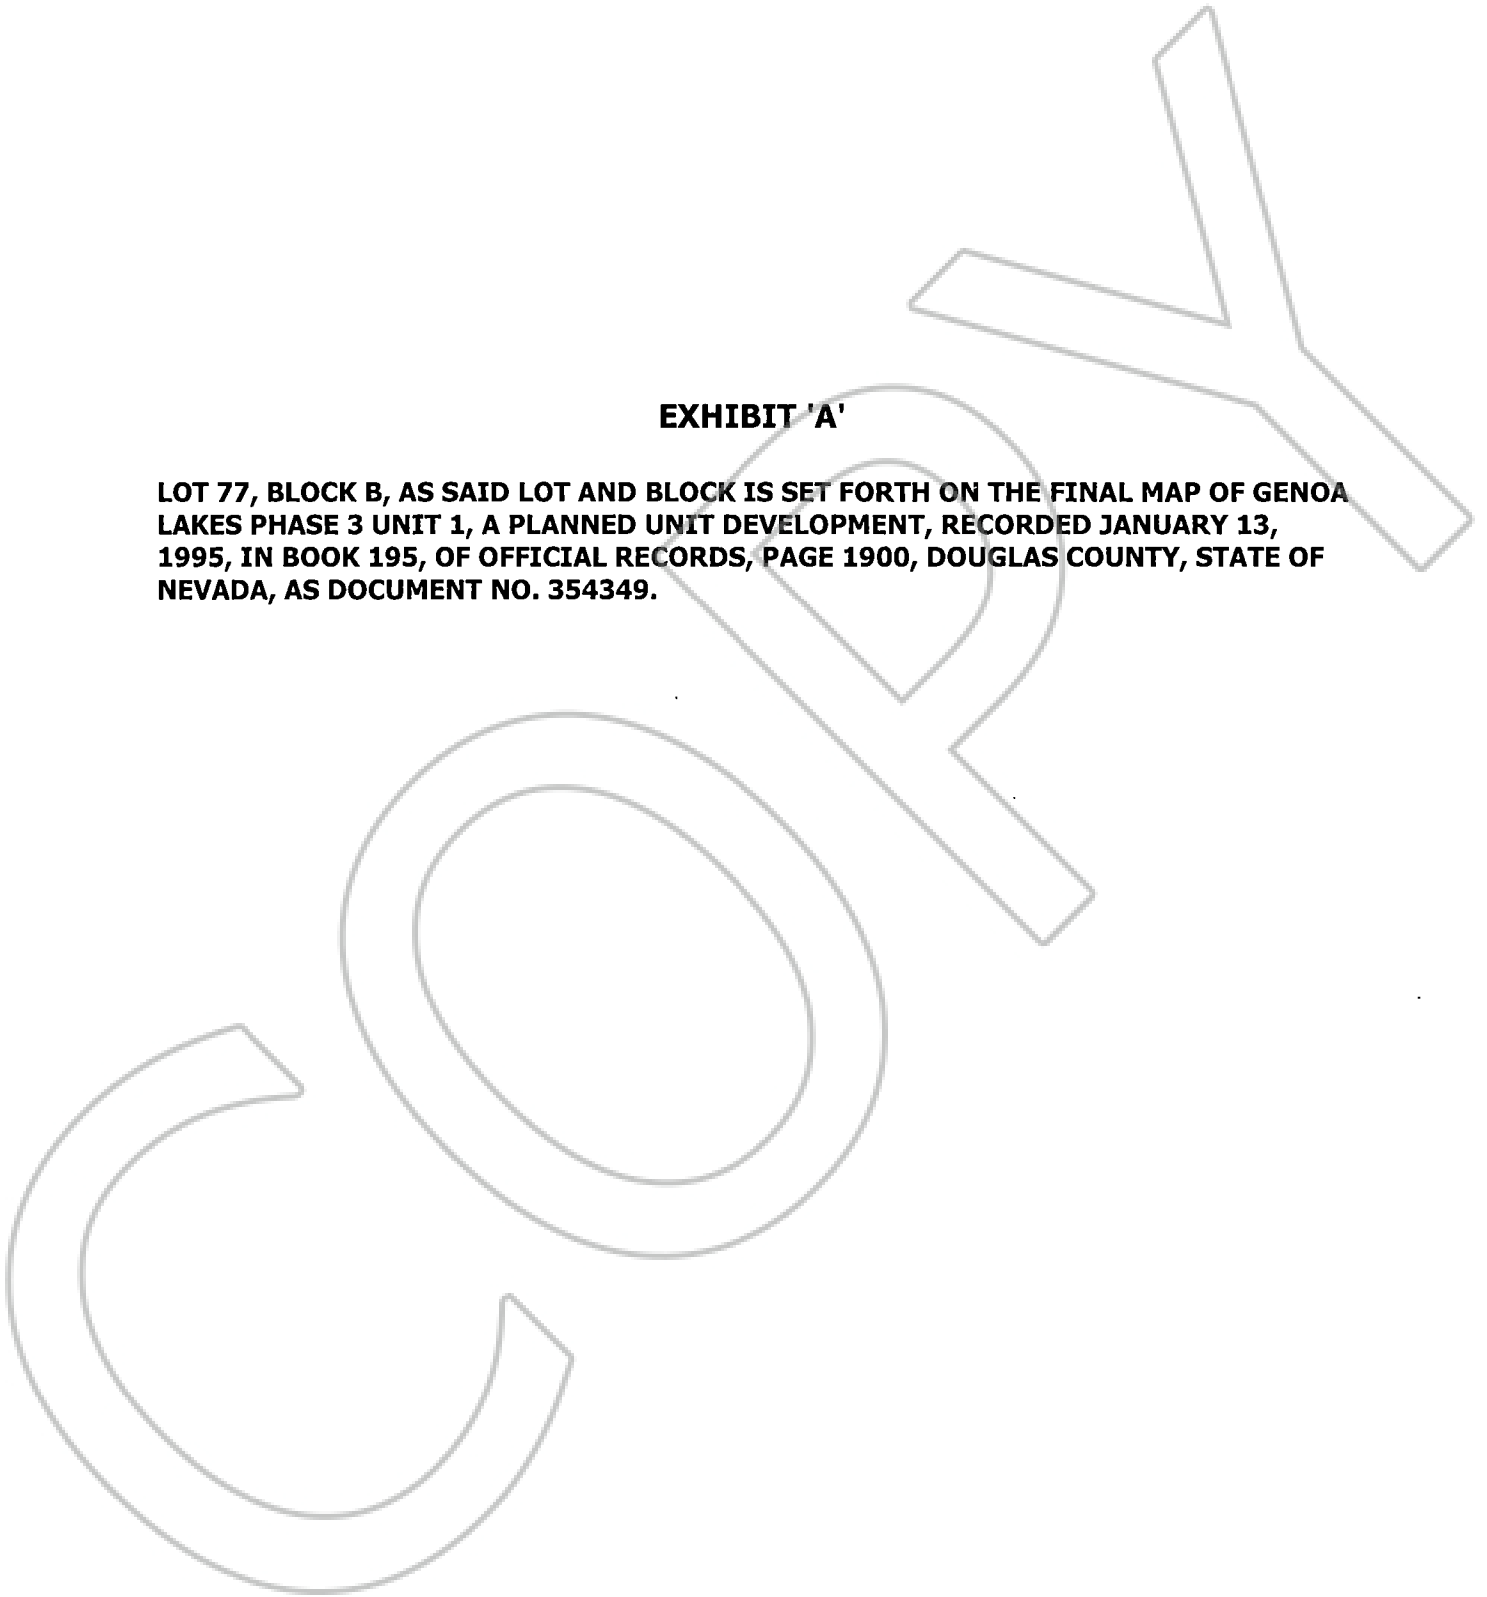 EXHIBIT 'A'
LOT 77, BLOCK B, AS SAID LOT AND BLOCK IS SET FORTH ON THE FINAL MAP OF GENOA
LAKES PHASE 3 UNIT 1, A PLANNED UNIT DEVELOPMENT, RECORDED JANUARY 13,
1995, IN BOOK 195, OF OFFICIAL RECORDS, PAGE 1900, DOUGLAS COUNTY, STATE OF
NEVADA, AS DOCUMENT NO. 354349.
COPY